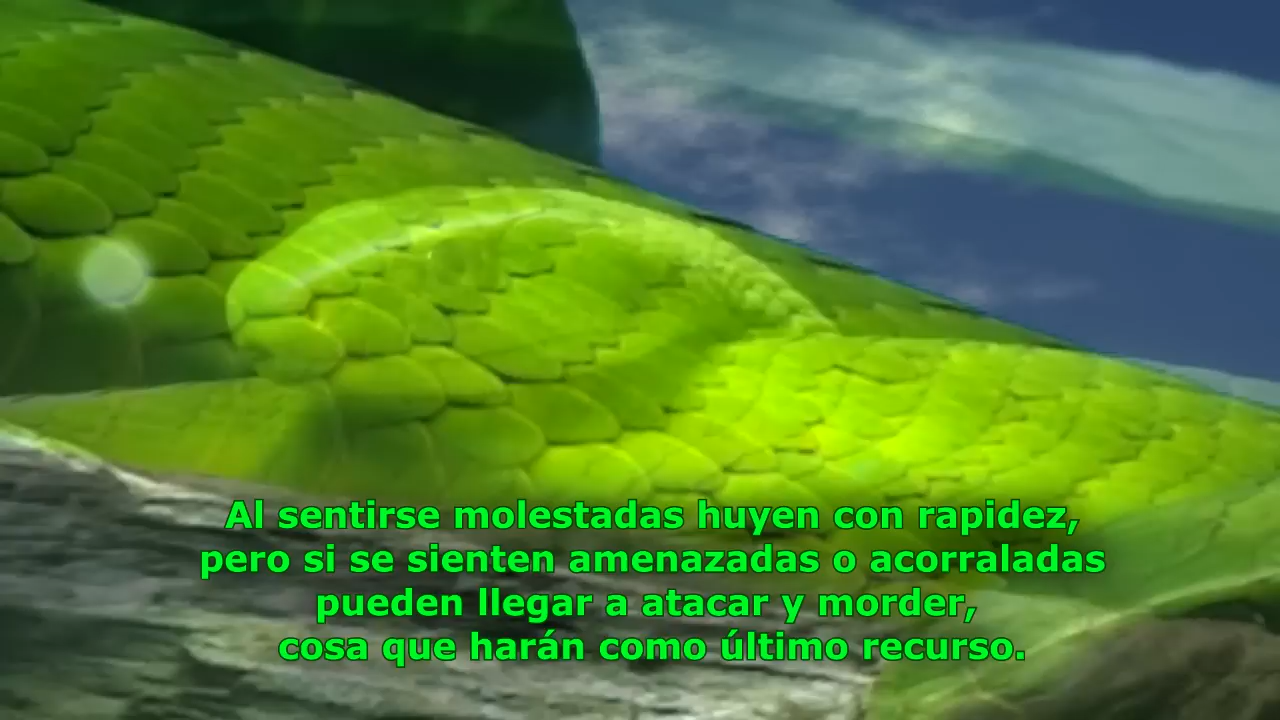 Al sentirse molestadas huyen con rapidez,
pero si se sienten amenazadas o acorraladas
pueden llegar a atacar y morder,
cosa que harán como último recurso.